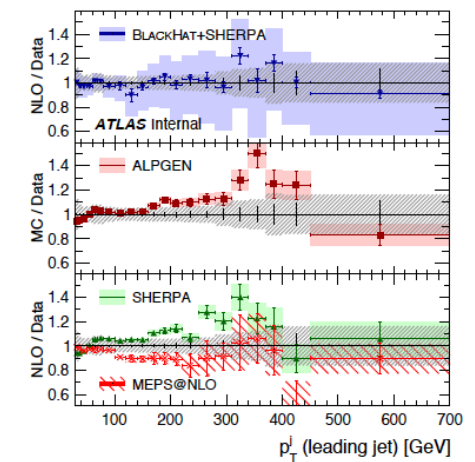 NLO / Data
1.4
1.2
1
0.8
0.6
BLACKHAT+SHERPA
ATLAS Internal
MC / Data
1.4
1.2
1
0.8
0.6
ALPGEN
NLO / Data
1.4
1.2
1
0.8
0.6
SHERPA
MEPS@NLO
100 200 300 400 500 600 700
p_T^j (leading jet) [GeV]